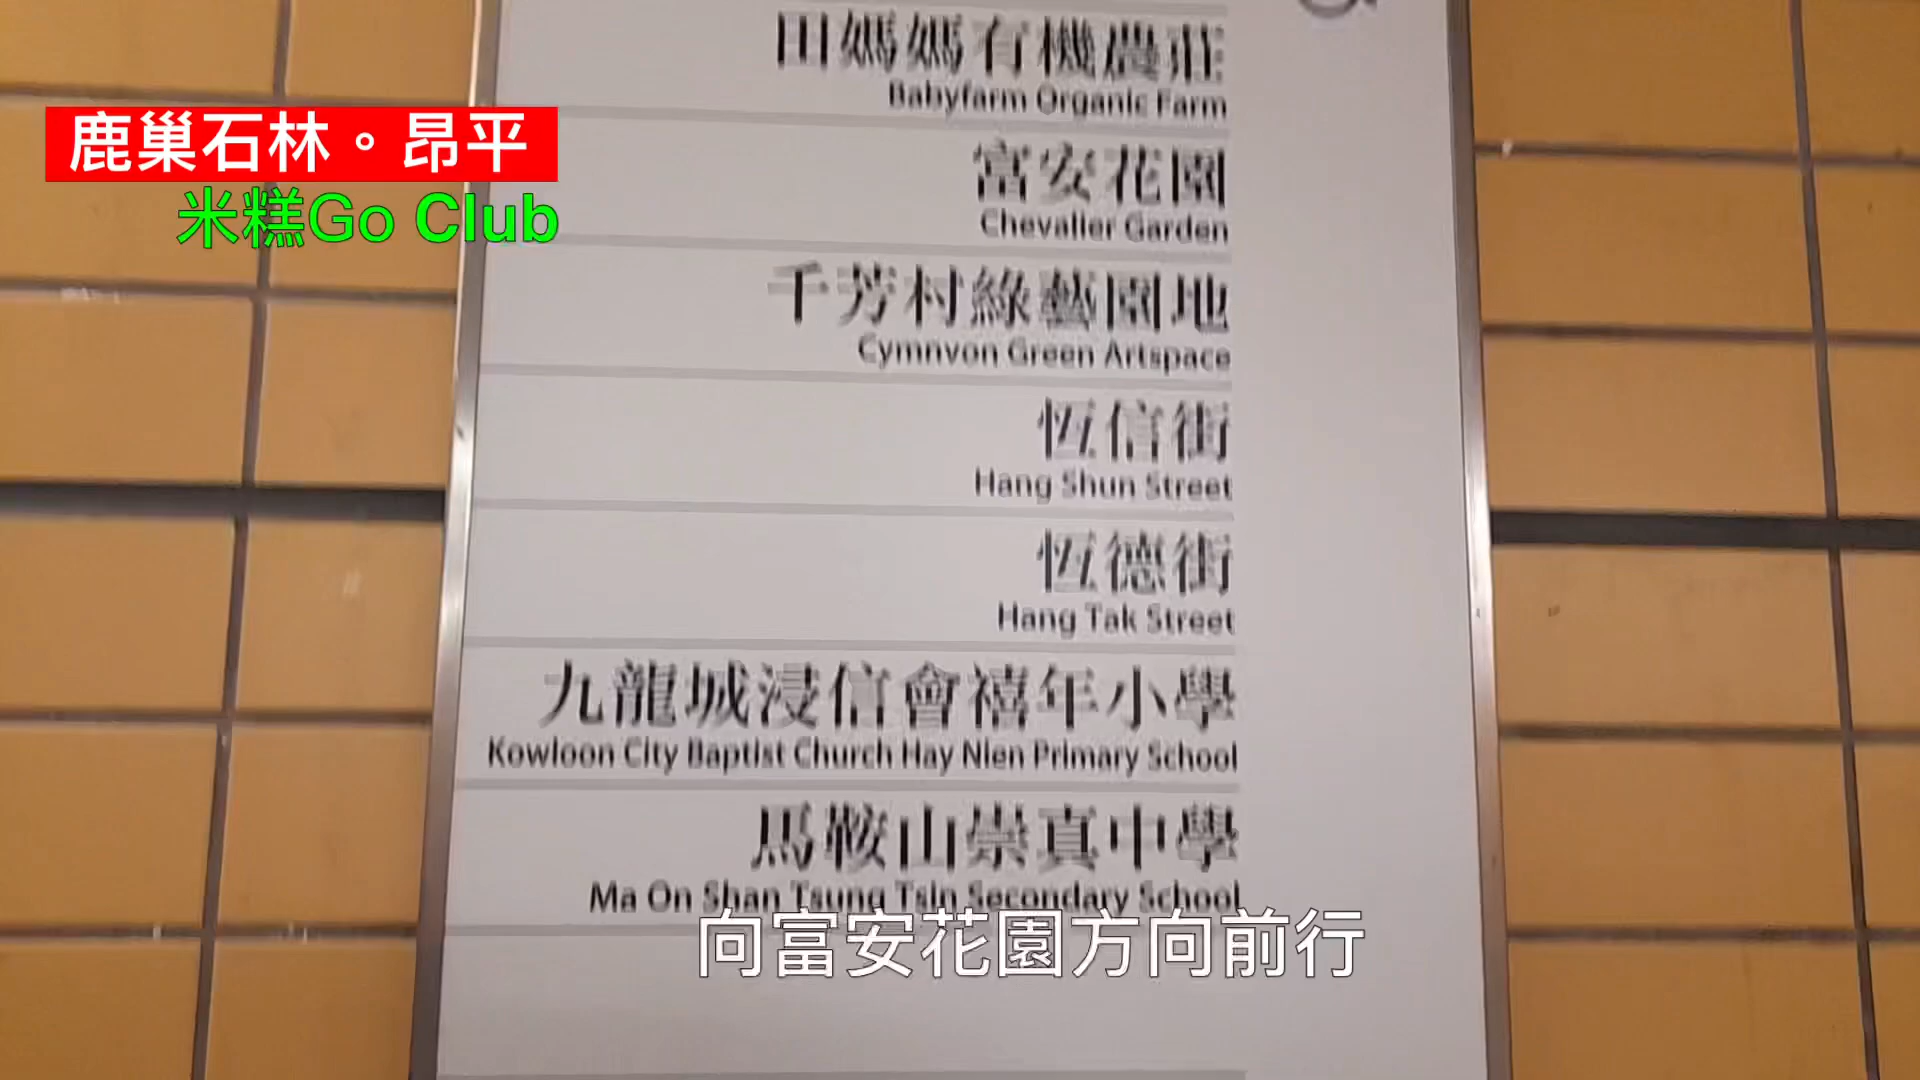 田媽媽有機農莊
Babyfarm Organic Farm
鹿巢石林。昂平
米糕Go Club
富安花園
Chevalier Garden
千芳村綠藝園地
Cymnvon Green Artspace
恆信街
Hang Shun Street
恆德街
Hang Tak Street
九龍城浸信會禧年小學
Kowloon City Baptist Church Hay Nien Primary School
馬鞍山崇真中學
Ma On Shan Tsung Tsin Secondary School
向富安花園方向前行